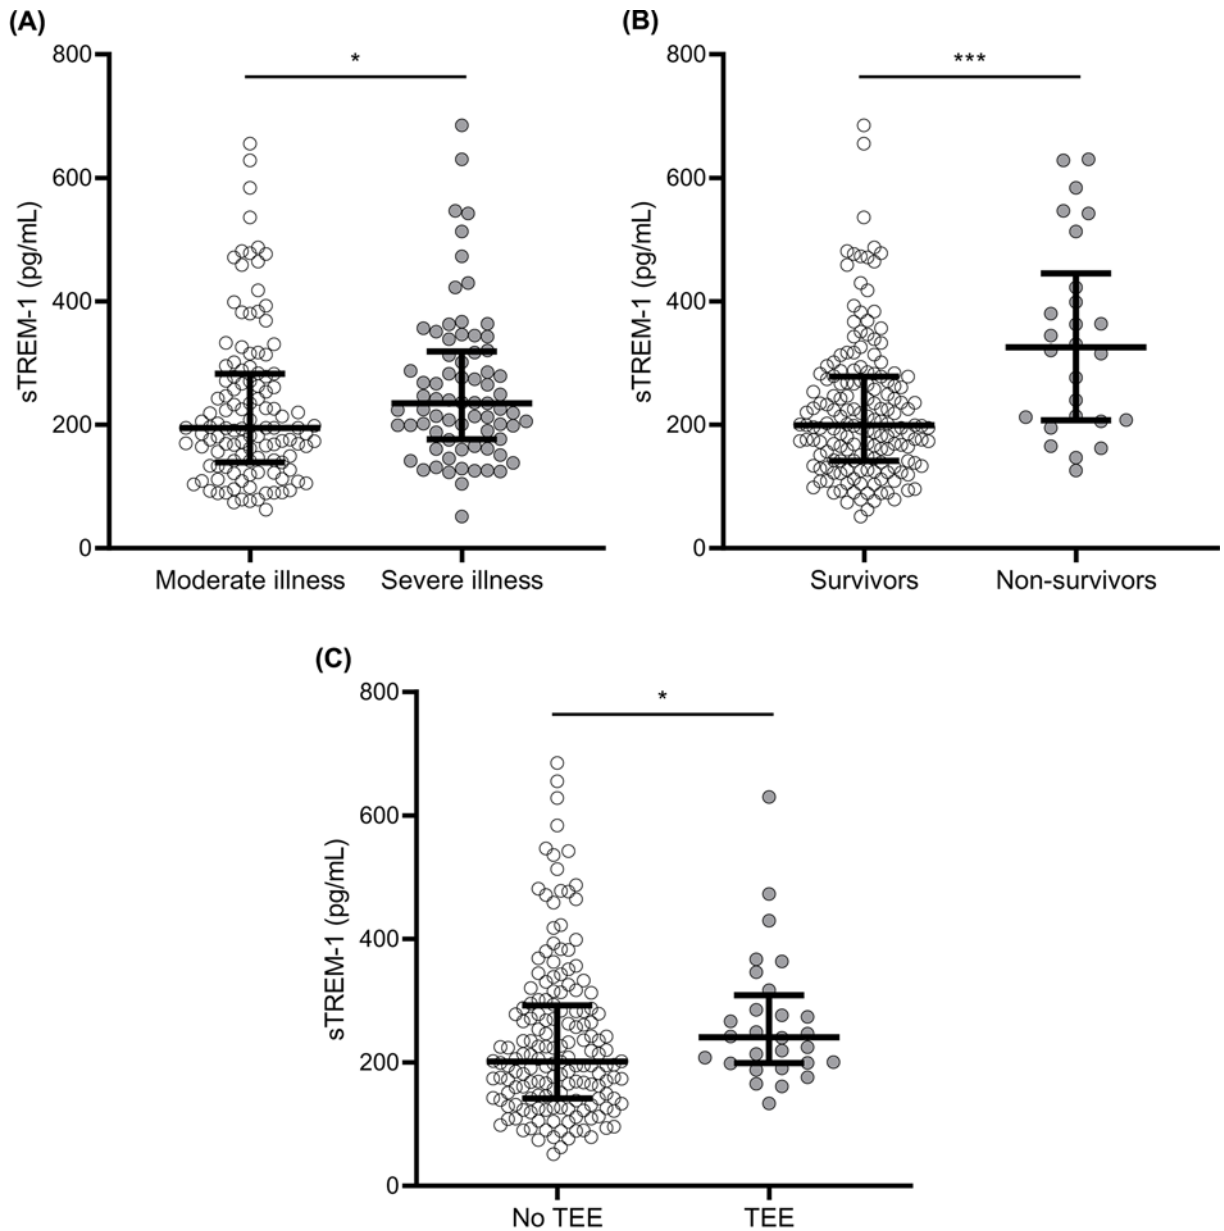 (A)
*
sTREM-1 (pg/mL)
800
600
400
200
0
Moderate illness
Severe illness
(B)
***
sTREM-1 (pg/mL)
800
600
400
200
0
Survivors
Non-survivors
(C)
*
sTREM-1 (pg/mL)
800
600
400
200
0
No TEE
TEE